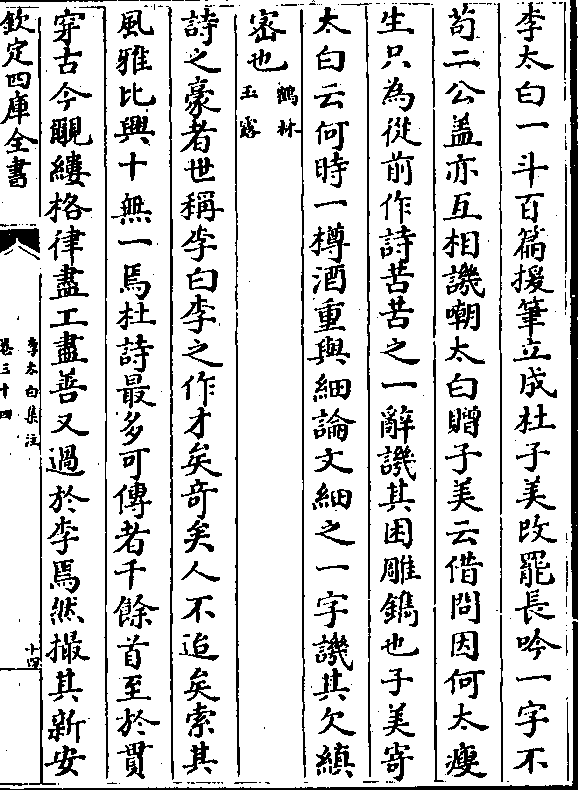 李太白一斗百篇援筆立成杜子美改罷長吟一字不
茍二公葢亦互相譏嘲太白贈子美云借問因何太瘦
生只為從前作詩苦苦之一辭譏其困雕鐫也子美寄
太白云何時一樽酒重與細論文細之一字譏其欠縝
宻也
鶴林
玉露
詩之豪者世稱李白李之作才矣竒矣人不迨矣索其
風雅比興十無一焉杜詩最多可傳者千餘首至於貫
穿古今覼縷格律盡工盡善又過於李焉然撮其新安
欽定四庫全書
李太白集注
卷三十四
十四